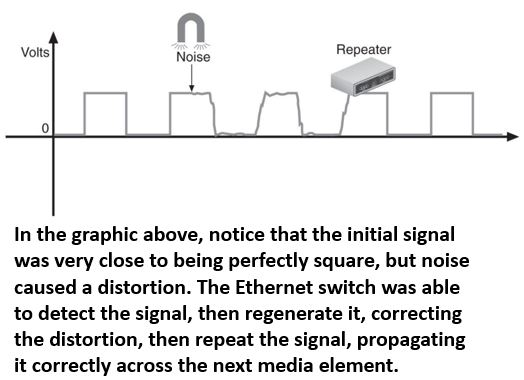 Volts
Noise
Repeater
0
In the graphic above, notice that the initial signal
was very close to being perfectly square, but noise
caused a distortion. The Ethernet switch was able
to detect the signal, then regenerate it, correcting
the distortion, then repeat the signal, propagating
it correctly across the next media element.